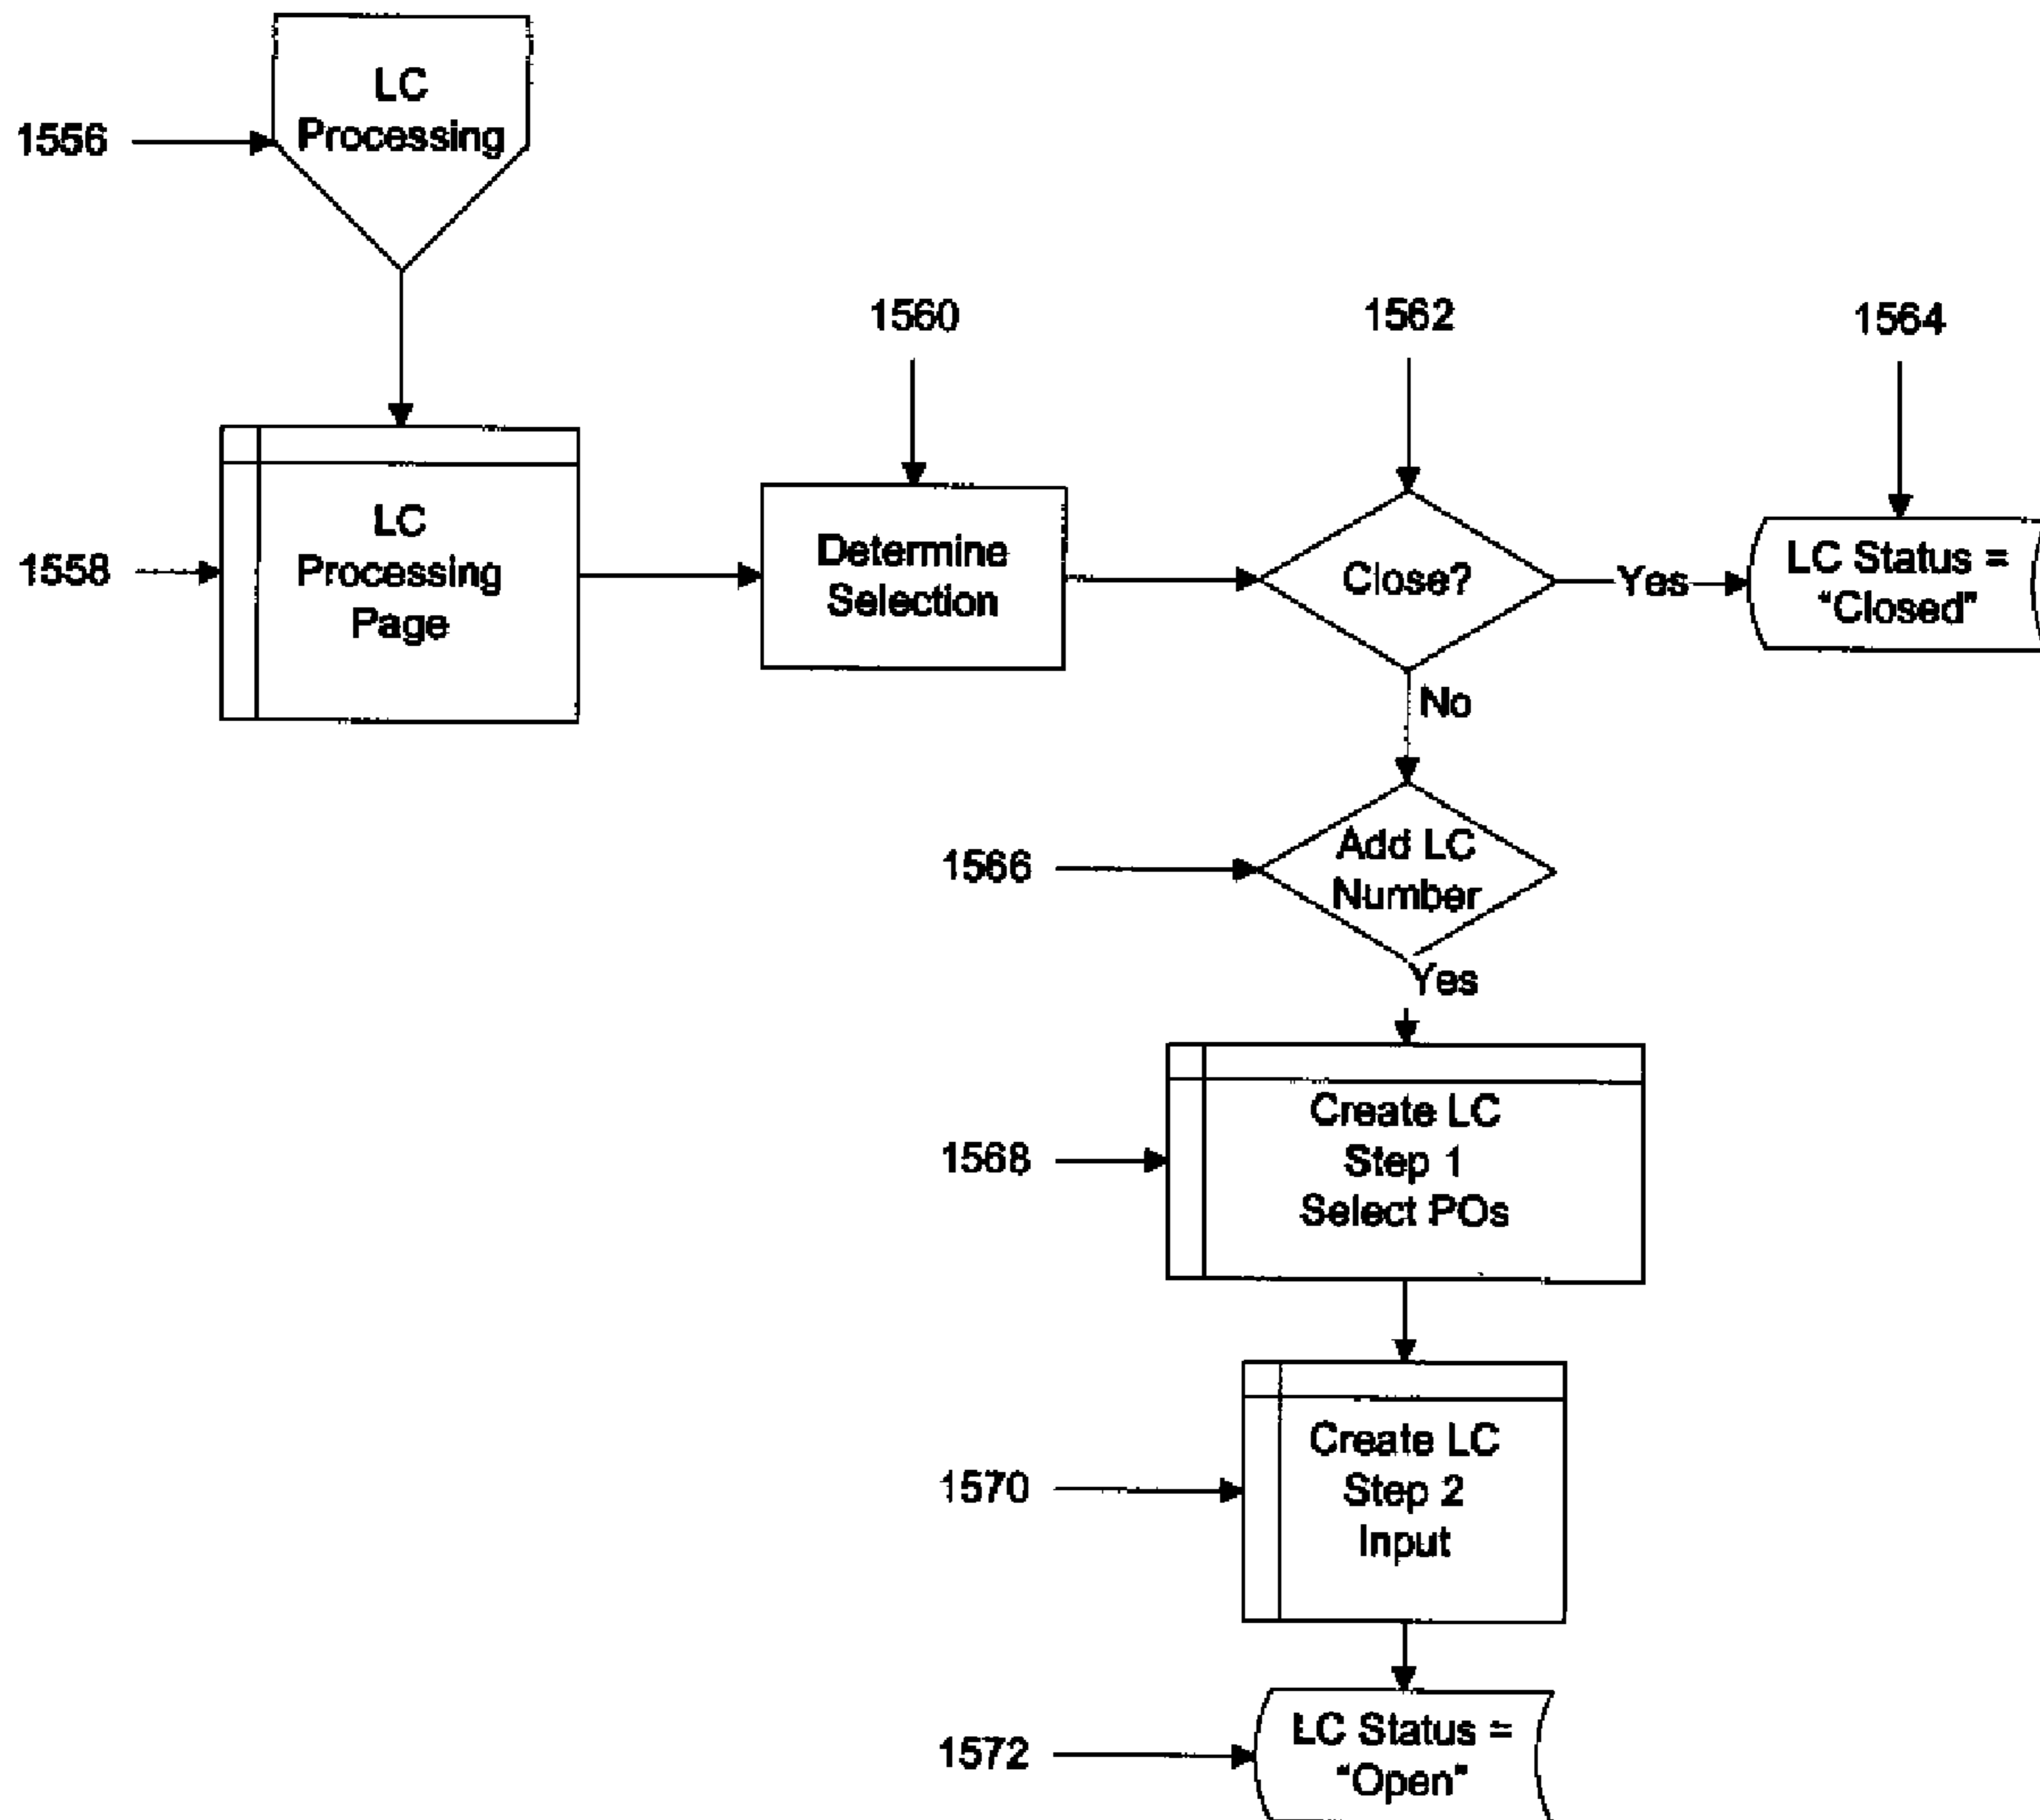 LC
Processing
1556
1560
1562
1564
1558
LC
Processing
Page
Determine
Selection
Close?
Yes
LC Status =
"Closed"
No
1566
Add LC
Number
Yes
1568
Create LC
Step 1
Select POs
1570
Create LC
Step 2
Input
1572
LC Status =
"Open"